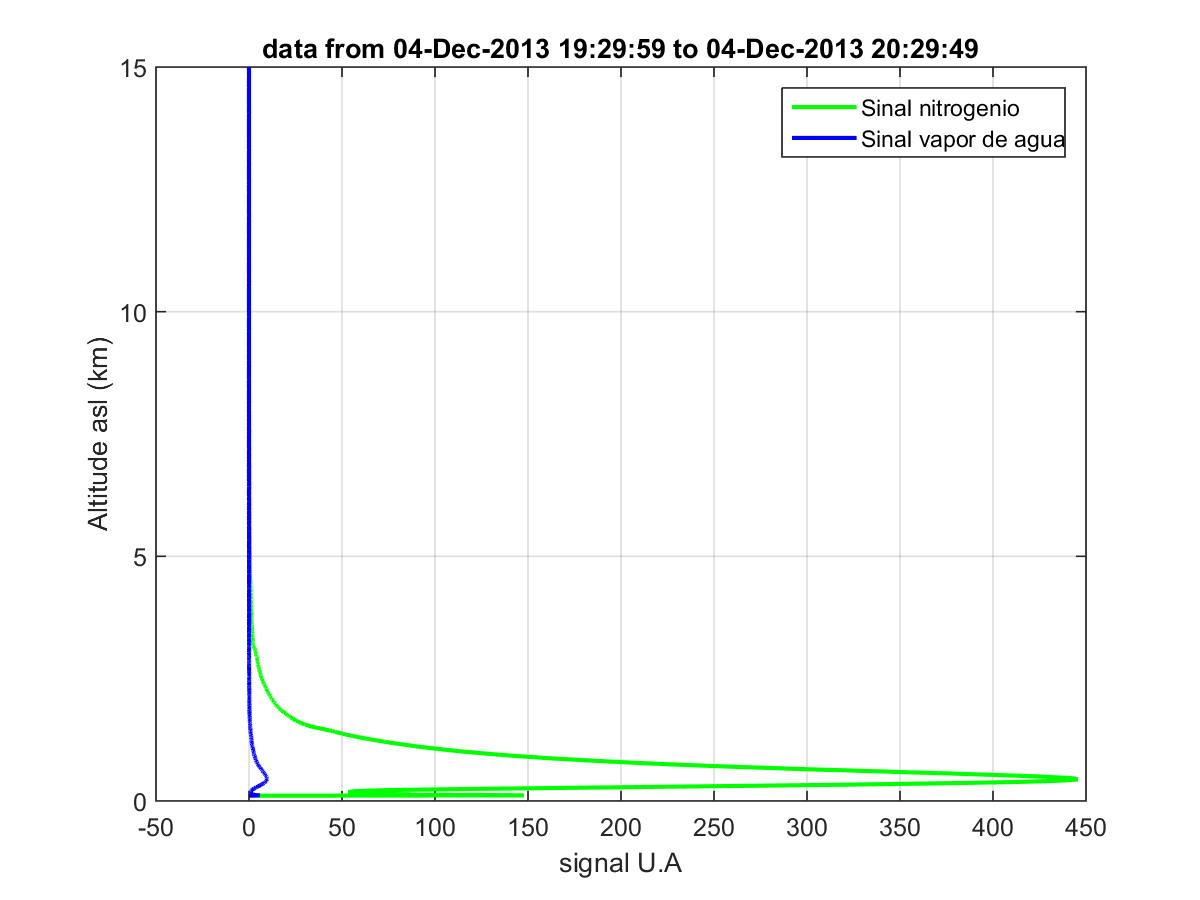 data from 04-Dec-2013 19:29:59 to 04-Dec-2013 20:29:49
Sinal nitrogenio
Sinal vapor de agua
15
10
5
0
Altitude asl (km)
-50 0 50 100 150 200 250 300 350 400 450
signal U.A